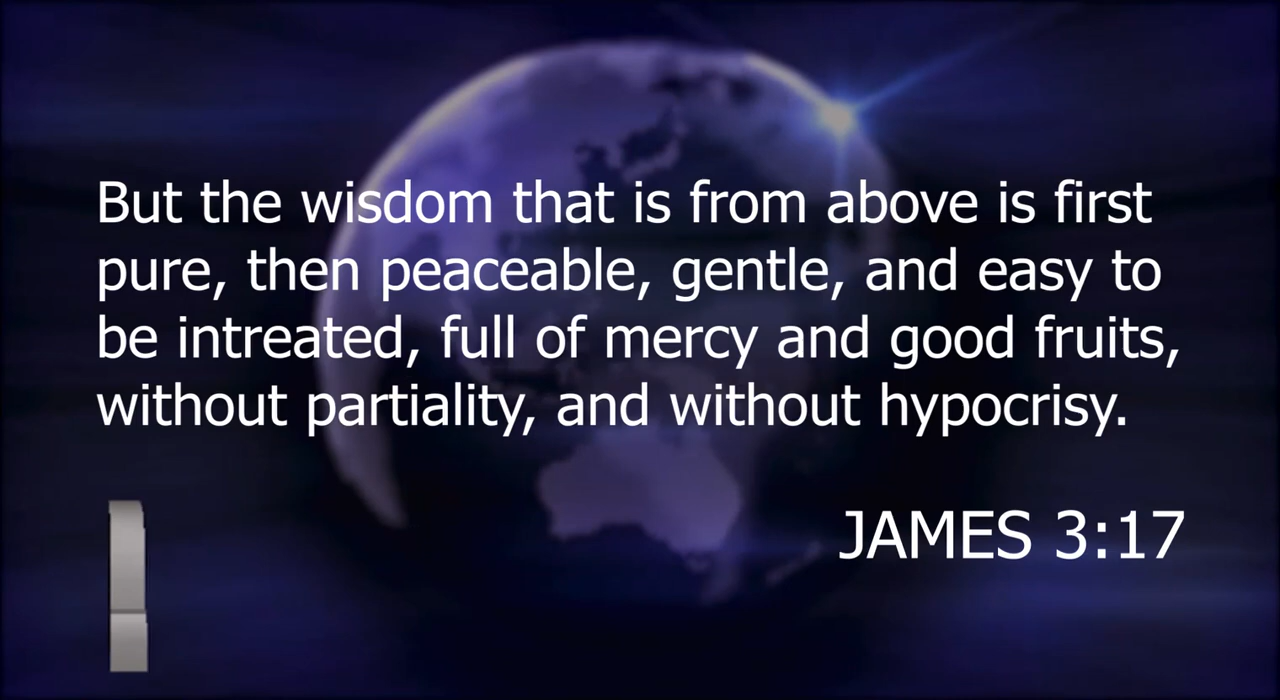 But the wisdom that is from above is first
pure, then peaceable, gentle, and easy to
be intreated, full of mercy and good fruits,
without partiality, and without hypocrisy.
JAMES 3:17